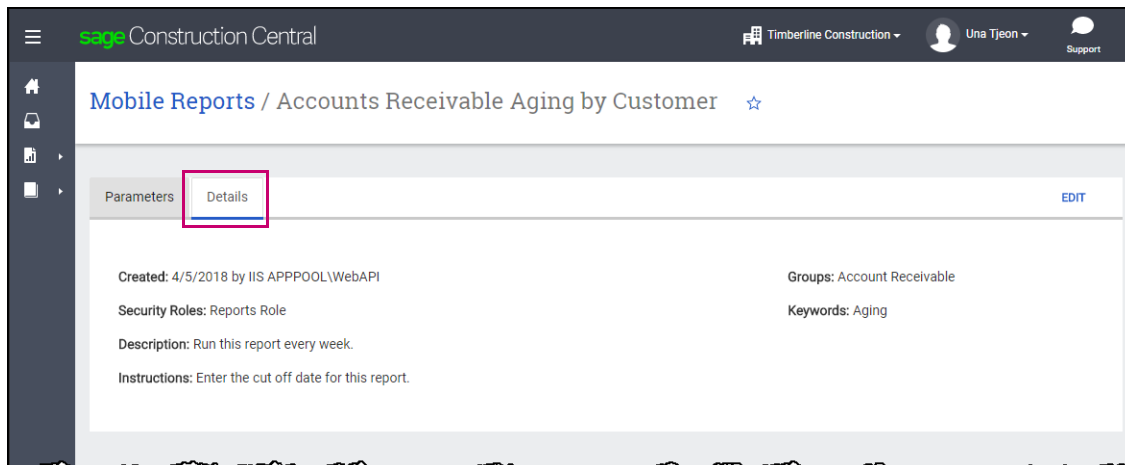 sage Construction Central
Timberline Construction
Una Tjeon
Support
Mobile Reports / Accounts Receivable Aging by Customer
Parameters
Details
EDIT
Created: 4/5/2018 by IIS APPPOOL\WebAPI
Groups: Account Receivable
Security Roles: Reports Role
Keywords: Aging
Description: Run this report every week.
Instructions: Enter the cut off date for this report.